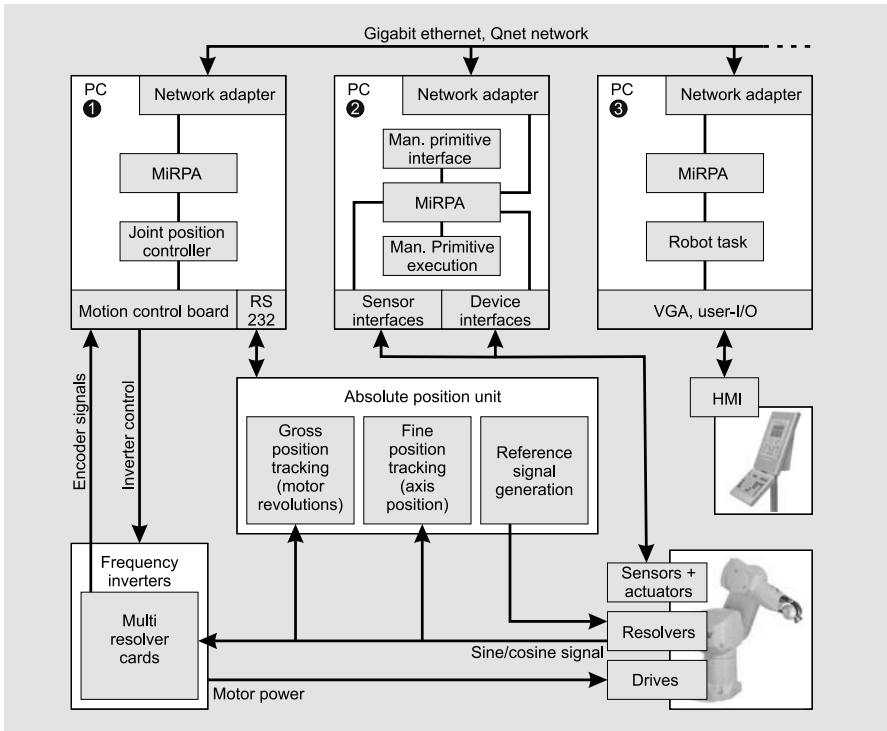 Gigabit ethernet, Qnet network
PC
1
Network adapter
MiRPA
Joint position
controller
Motion control board
RS
232
PC
2
Network adapter
Man. primitive
interface
MiRPA
Man. Primitive
execution
Sensor
interfaces
Device
interfaces
PC
3
Network adapter
MiRPA
Robot task
VGA, user-I/O
HMI
Encoder signals
Inverter control
Absolute position unit
Gross
position
tracking
(motor
revolutions)
Fine
position
tracking
(axis
position)
Reference
signal
generation
Frequency
inverters
Multi
resolver
cards
Sensors +
actuators
Resolvers
Sine/cosine signal
Drives
Motor power